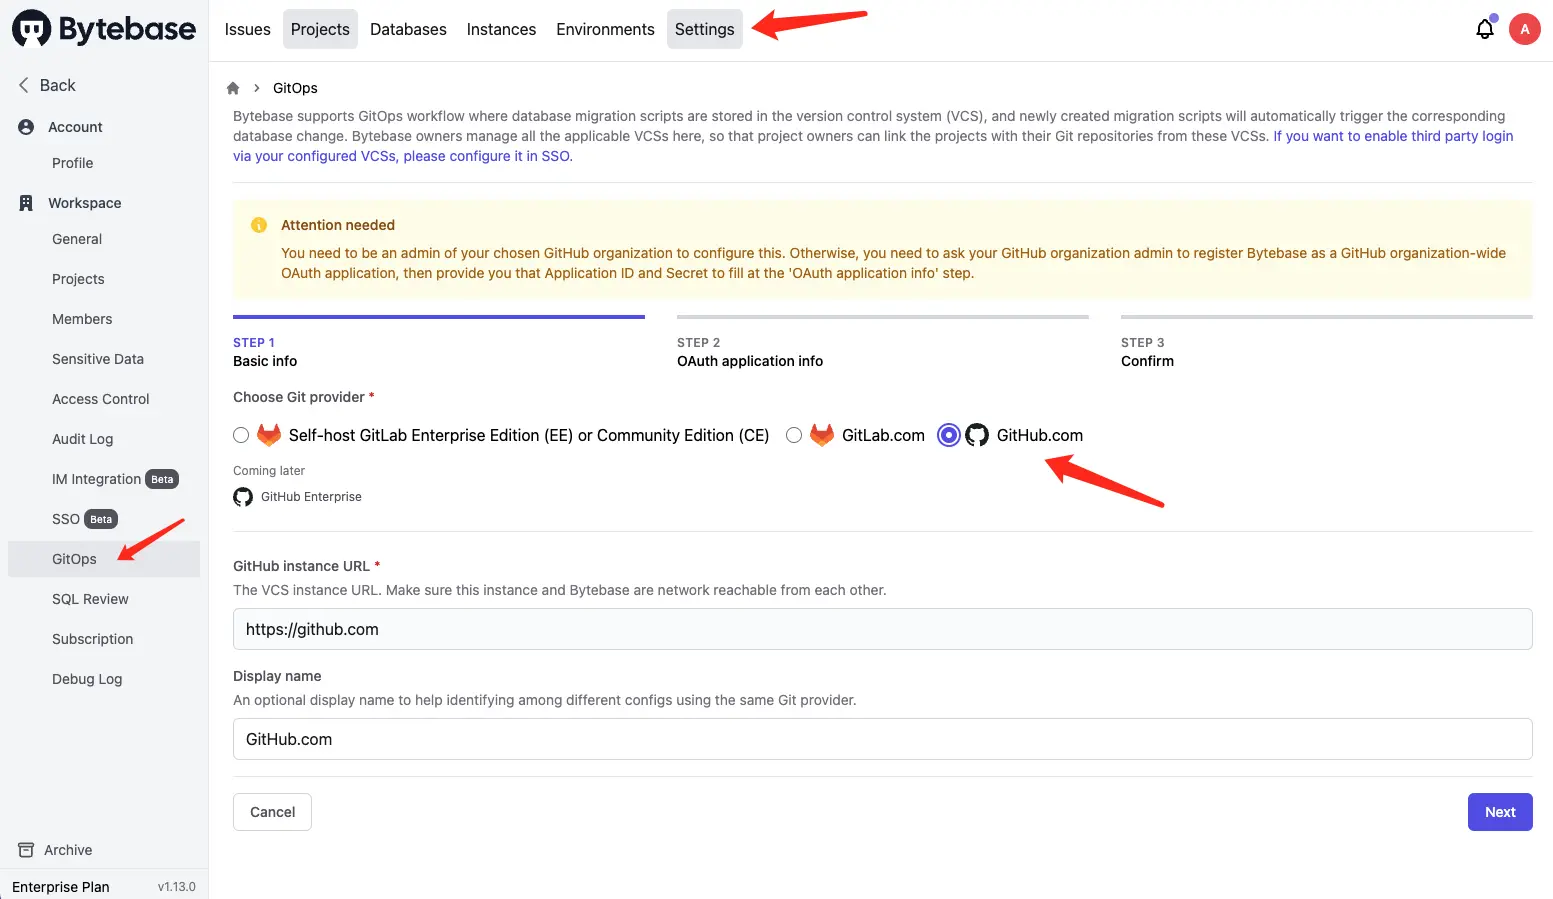 Bytebase
Issues Projects Databases Instances Environments Settings
A
Back
Account
Profile
Workspace
General
Projects
Members
Sensitive Data
Access Control
Audit Log
IM Integration Beta
SSO Beta
GitOps
SQL Review
Subscription
Debug Log
Archive
Enterprise Plan v1.13.0
GitOps
Bytebase supports GitOps workflow where database migration scripts are stored in the version control system (VCS), and newly created migration scripts will automatically trigger the corresponding
database change. Bytebase owners manage all the applicable VCSs here, so that project owners can link the projects with their Git repositories from these VCSs. If you want to enable third party login
via your configured VCSs, please configure it in SSO.
Attention needed
You need to be an admin of your chosen GitHub organization to configure this. Otherwise, you need to ask your GitHub organization admin to register Bytebase as a GitHub organization-wide
OAuth application, then provide you that Application ID and Secret to fill at the 'OAuth application info' step.
STEP 1
Basic info
STEP 2
OAuth application info
STEP 3
Confirm
Choose Git provider *
Self-host GitLab Enterprise Edition (EE) or Community Edition (CE) GitLab.com GitHub.com
Coming later
GitHub Enterprise
GitHub instance URL *
The VCS instance URL. Make sure this instance and Bytebase are network reachable from each other.
https://github.com
Display name
An optional display name to help identifying among different configs using the same Git provider.
GitHub.com
Cancel
Next